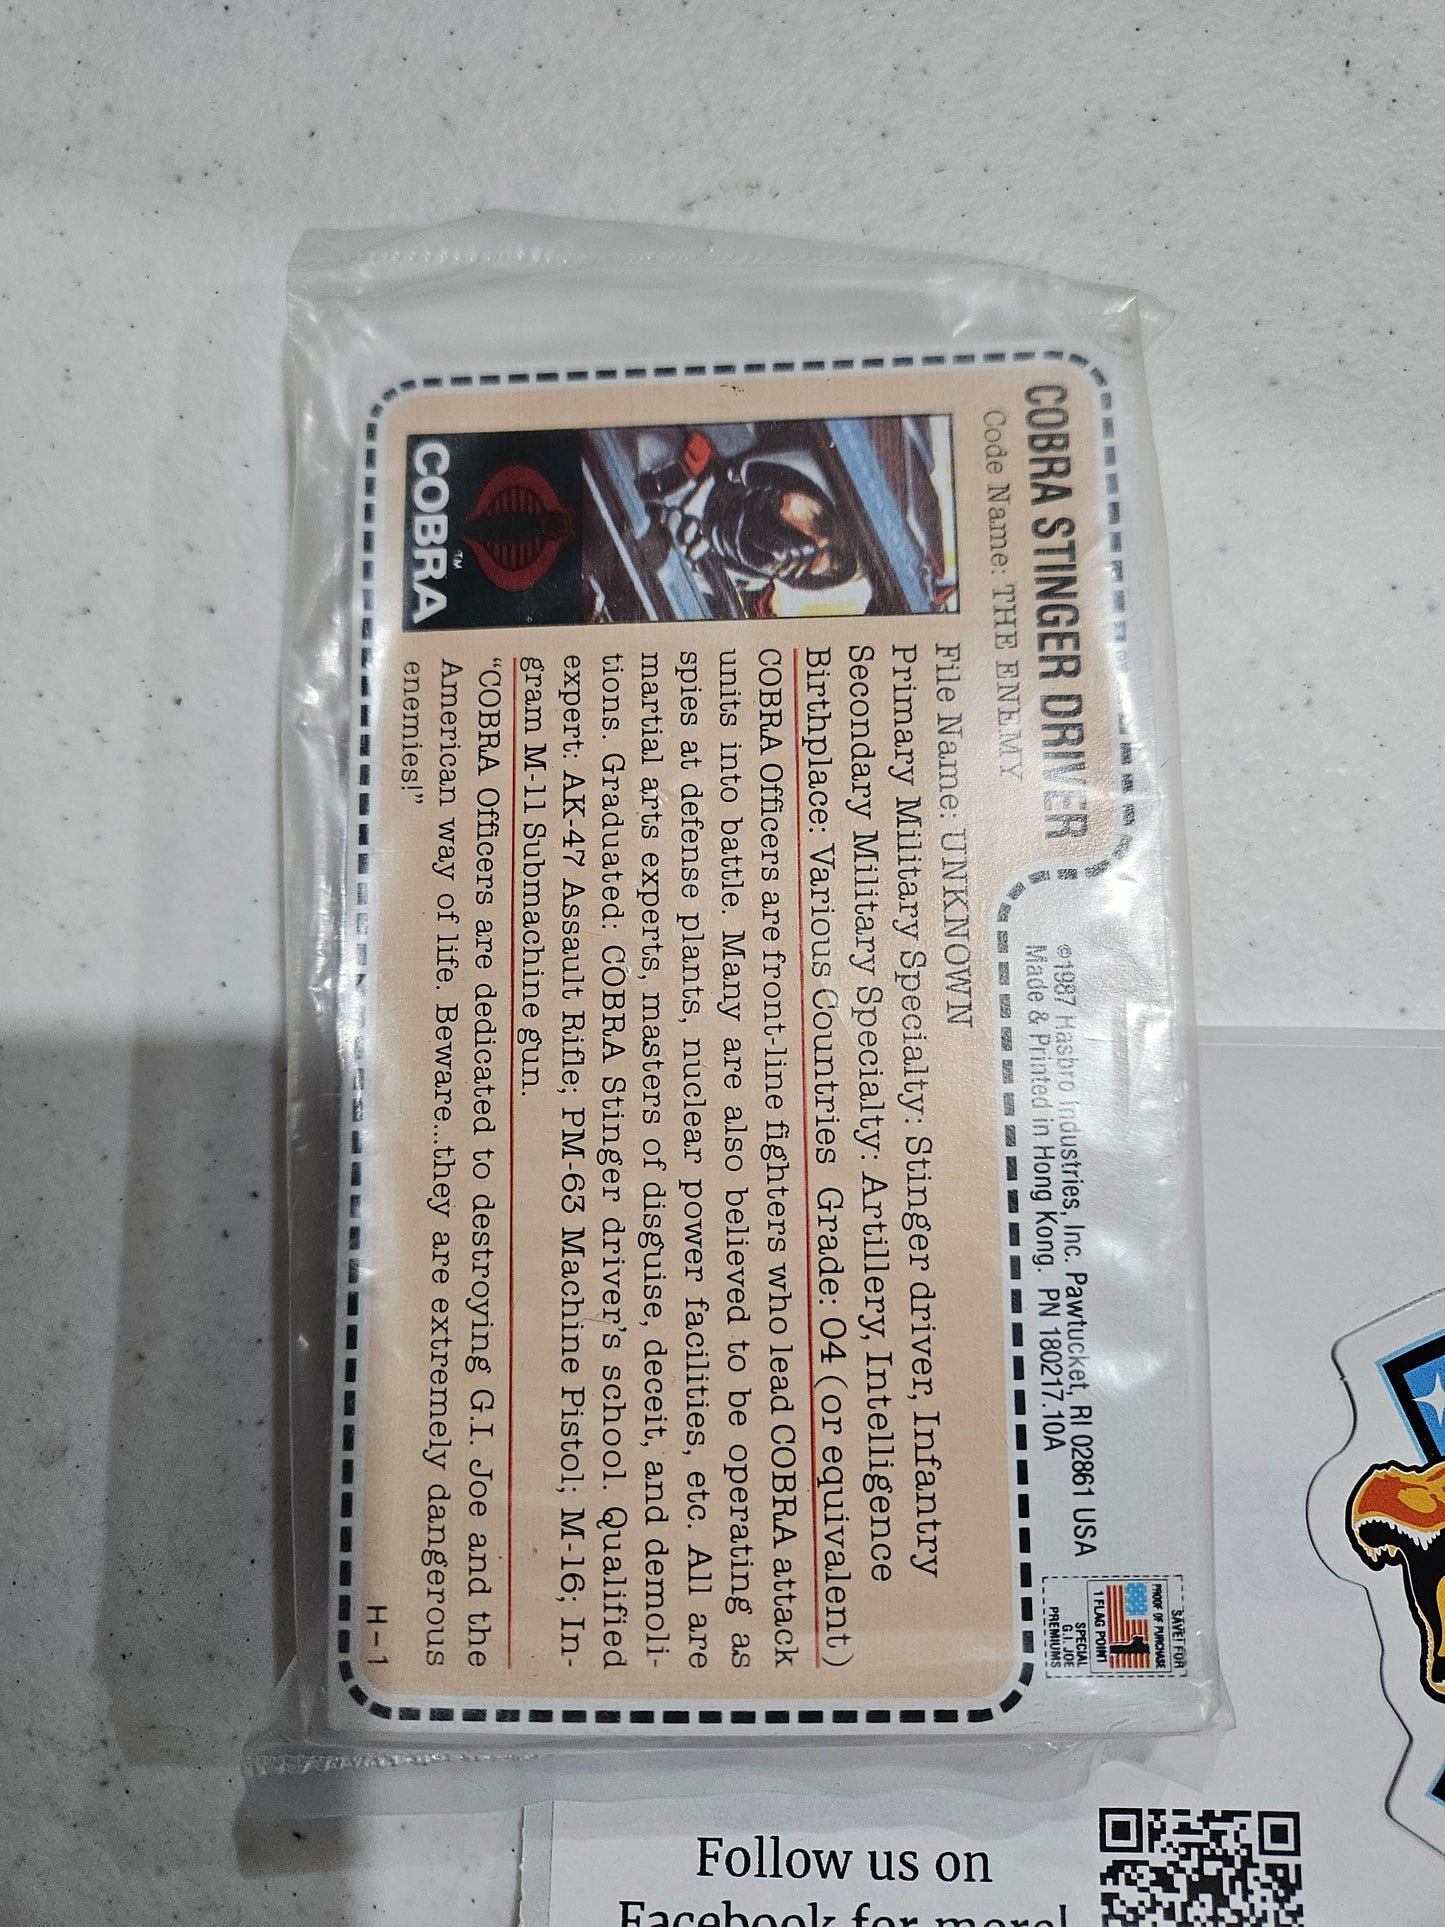 COBRA STINGER DRIVER
Code Name: THE ENEMY
©1987 Hasbro Industries, Inc. Pawtucket, RI 02861 USA
Made & Printed in Hong Kong. PN 180217.10A
SAVE! FOR
PROOF OF PURCHASE
1 FLAG POINT
SPECIAL
G.I. JOE
PREMIUMS
File Name: UNKNOWN
Primary Military Specialty: Stinger driver, Infantry
Secondary Military Specialty: Artillery, Intelligence
Birthplace: Various Countries Grade: O4 (or equivalent)
COBRA Officers are front-line fighters who lead COBRA attack
units into battle. Many are also believed to be operating as
spies at defense plants, nuclear power facilities, etc. All are
martial arts experts, masters of disguise, deceit, and demoli-
tions. Graduated: COBRA Stinger driver's school. Qualified
expert: AK-47 Assault Rifle; PM-63 Machine Pistol; M-16; In-
gram M-11 Submachine gun.
“COBRA Officers are dedicated to destroying G.I. Joe and the
American way of life. Beware...they are extremely dangerous
enemies!”
COBRA™
H-1
Follow us on
Facebook for more!